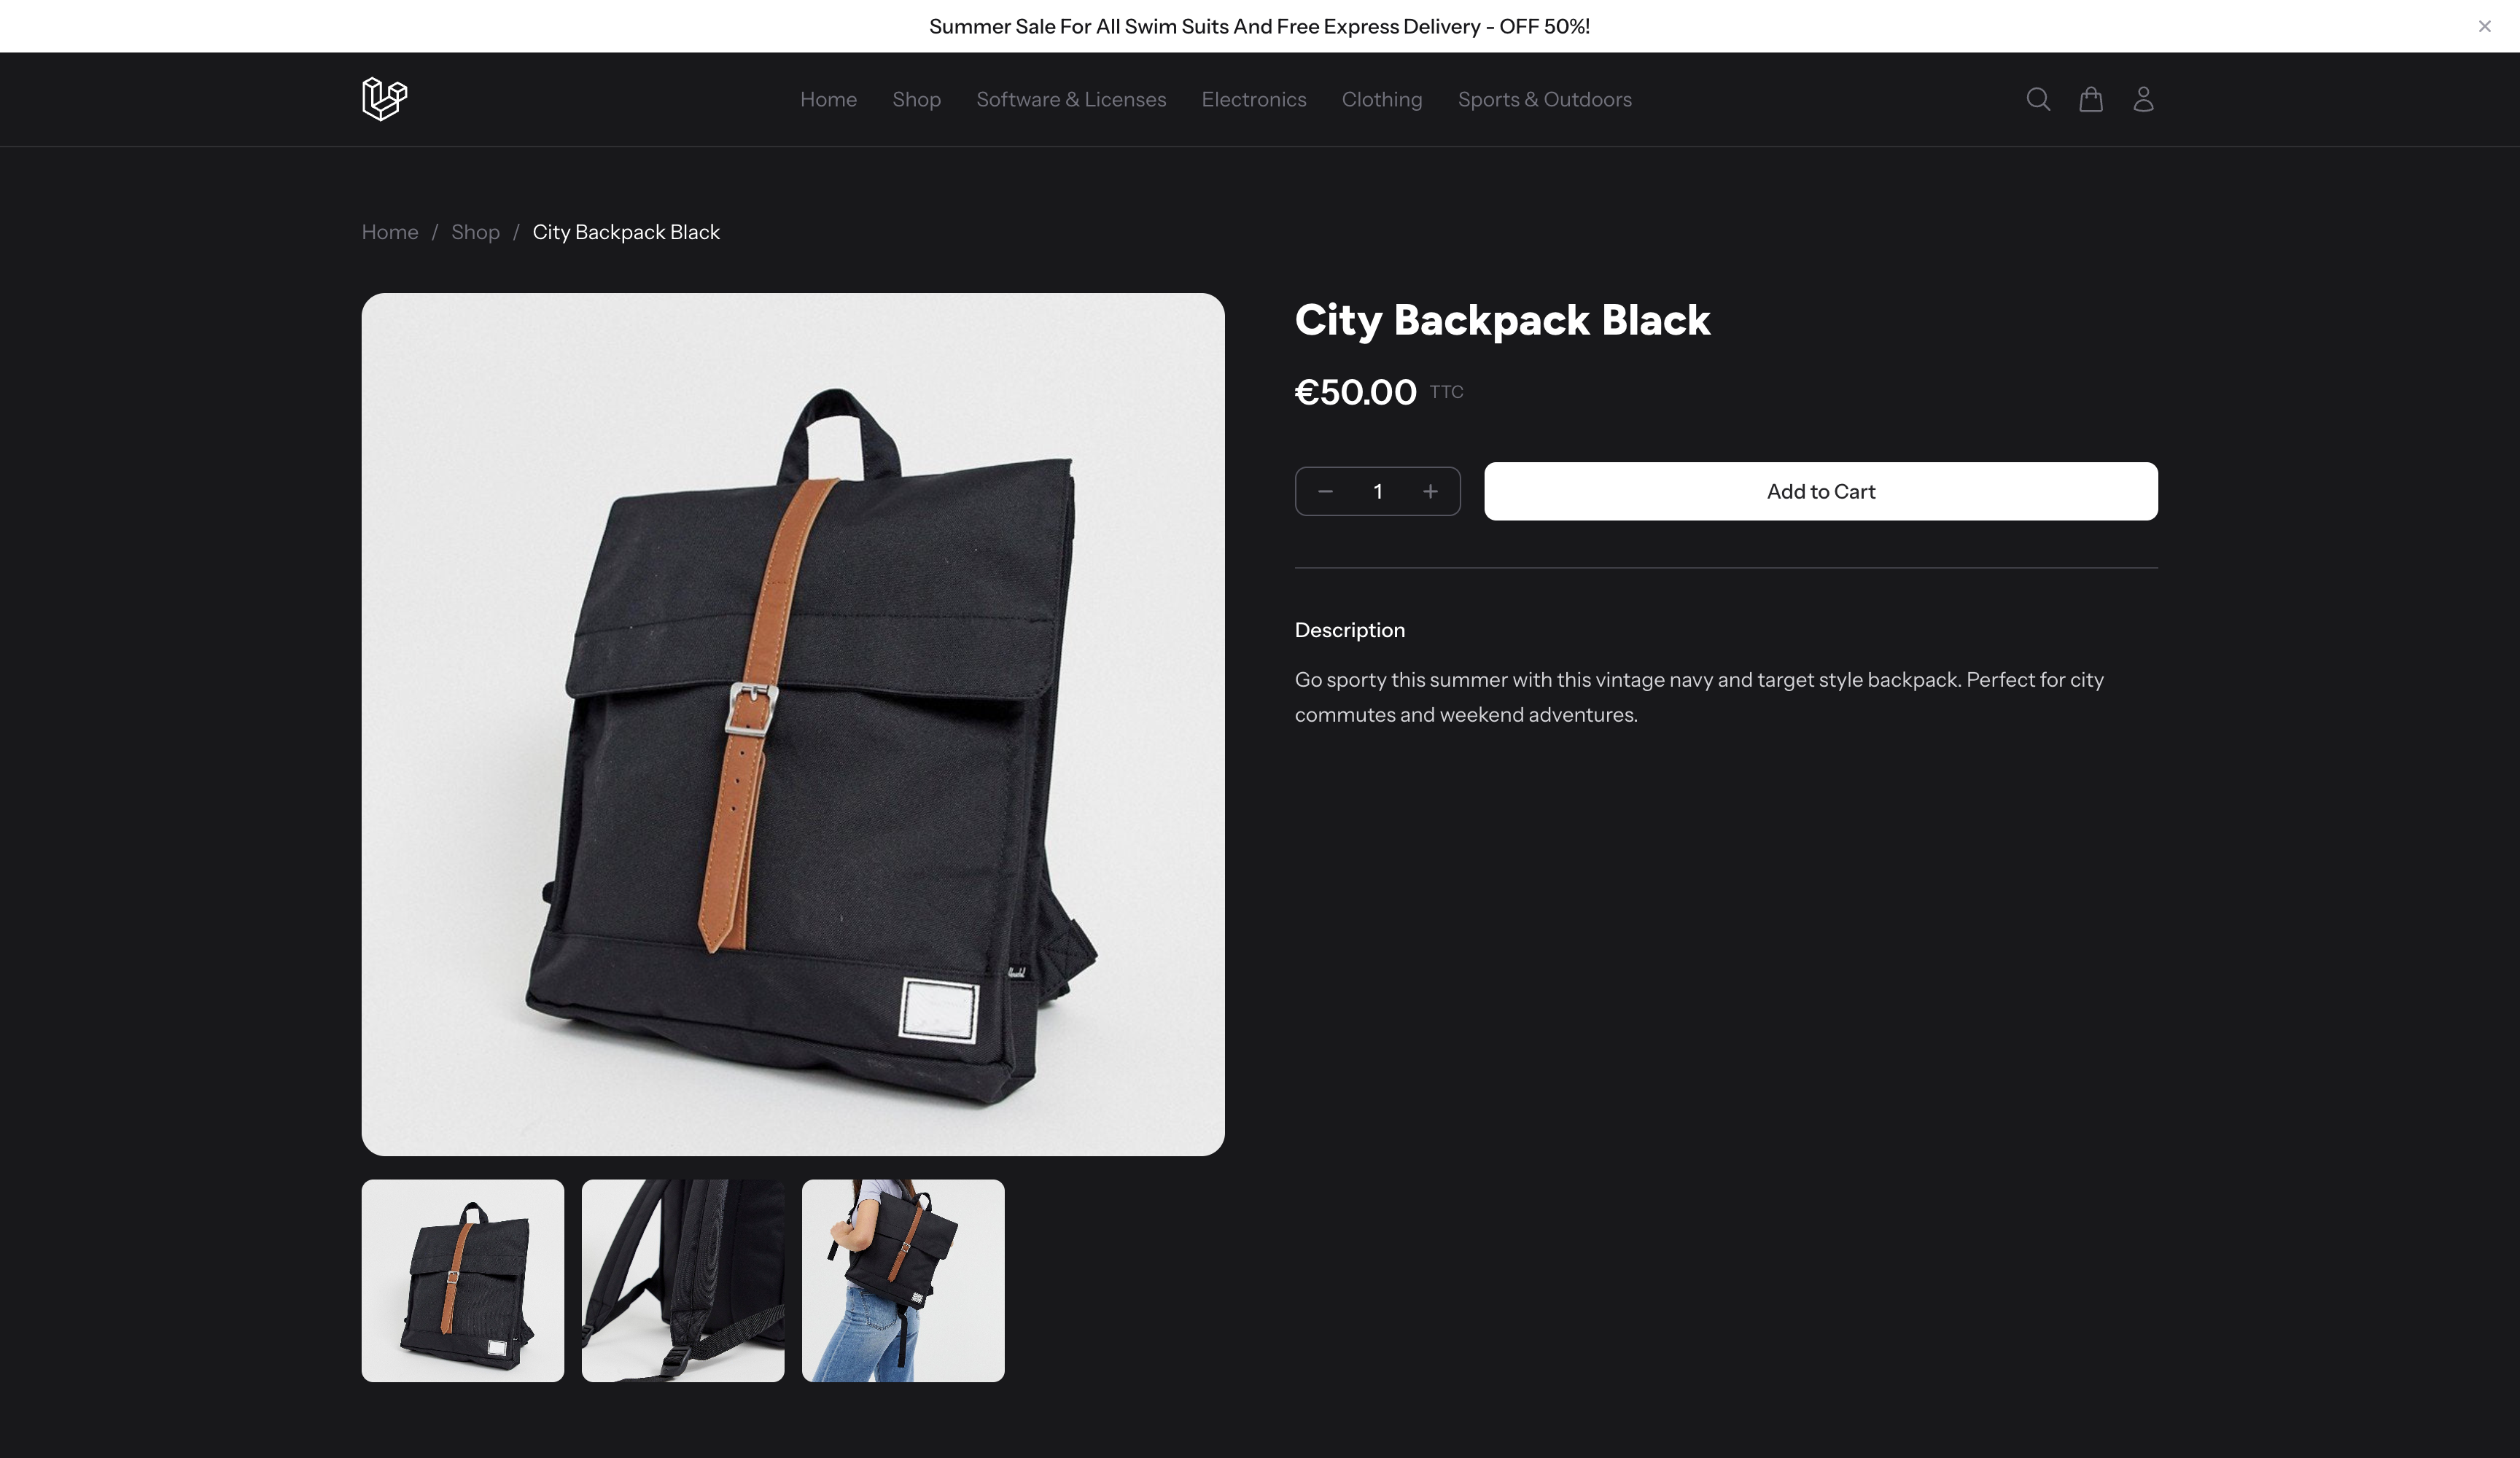 Summer Sale For All Swim Suits And Free Express Delivery - OFF 50%!
Home Shop Software & Licenses Electronics Clothing Sports & Outdoors
Home / Shop / City Backpack Black
City Backpack Black
€50.00 TTC
1
Add to Cart
Description
Go sporty this summer with this vintage navy and target style backpack. Perfect for city
commutes and weekend adventures.